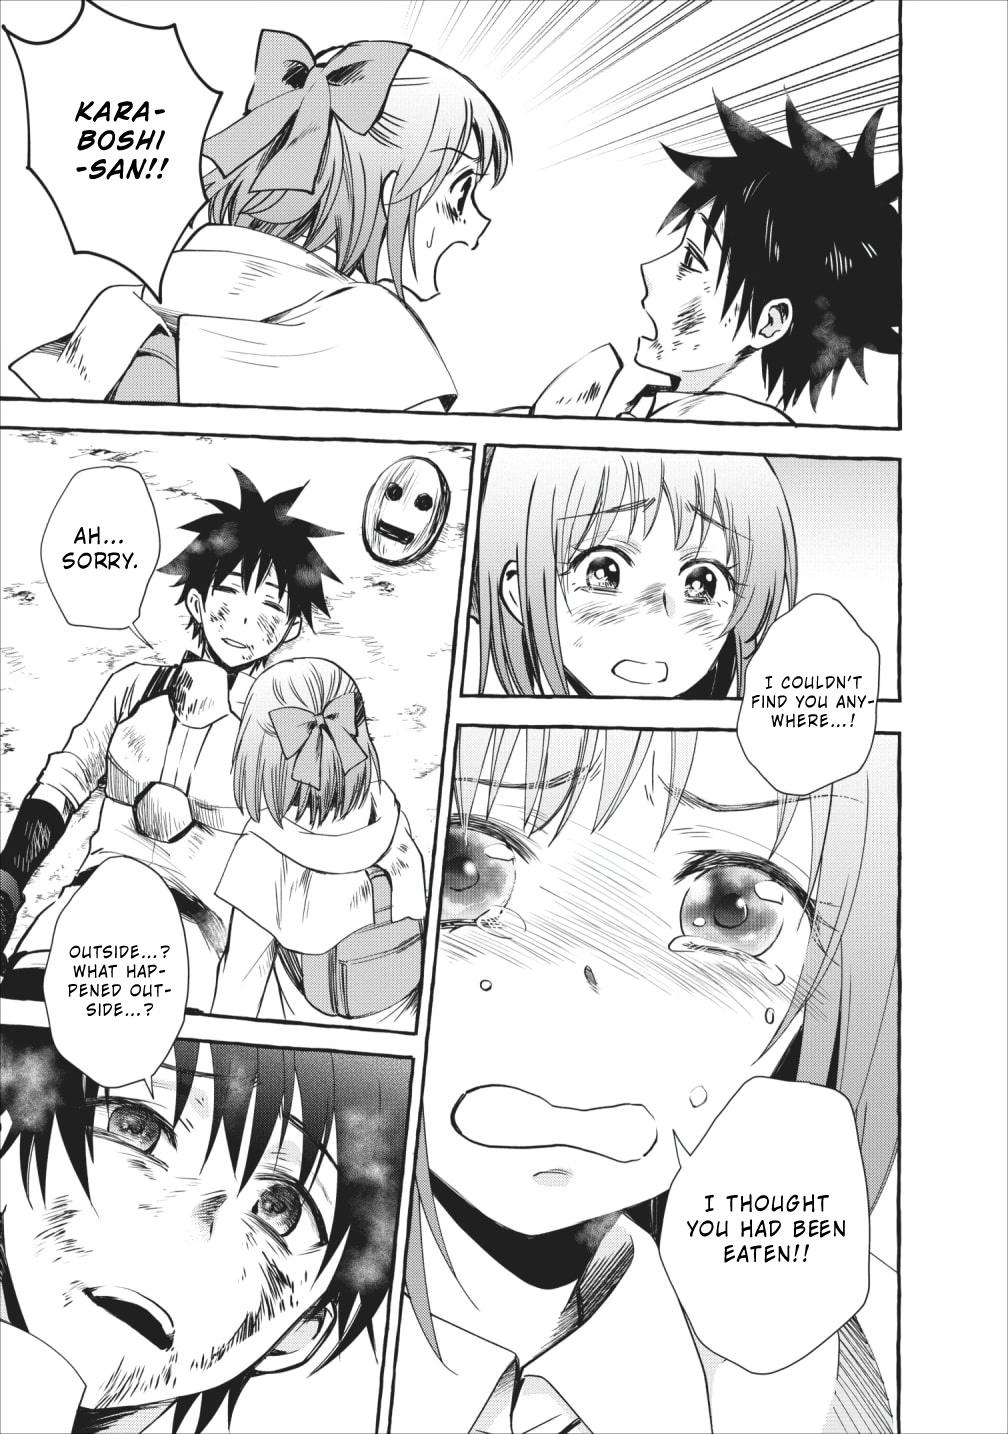 KARA-
BOSHI
-SAN!!
I COULDN'T
FIND YOU ANY-
WHERE...!
I THOUGHT
YOU HAD BEEN
EATEN!!
AH...
SORRY.
OUTSIDE...?
WHAT HAP-
PENED OUT-
SIDE...?